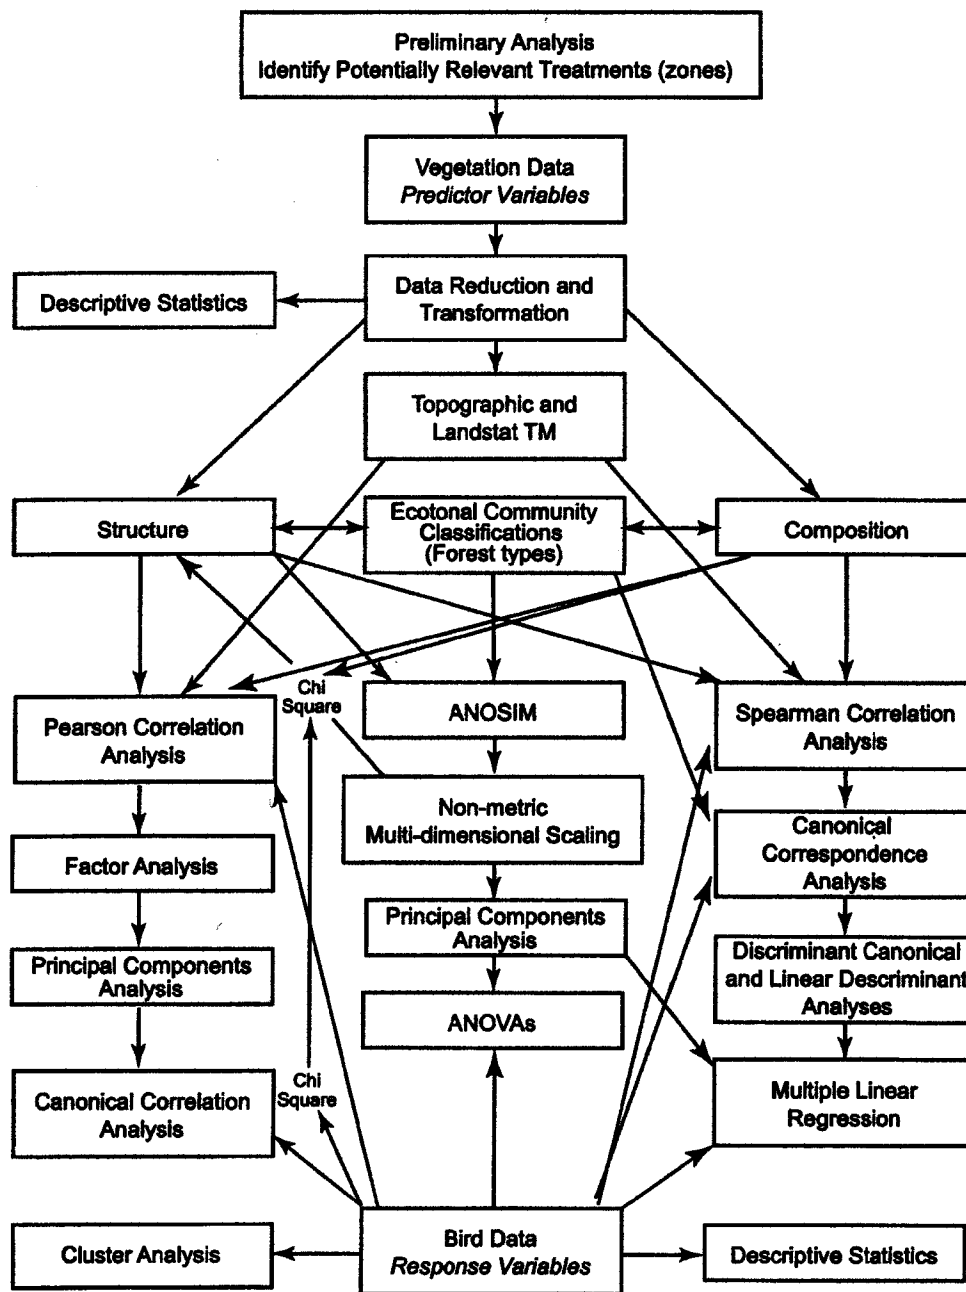 Preliminary Analysis
Identify Potentially Relevant Treatments (zones)
Vegetation Data
Predictor Variables
Data Reduction and
Transformation
Descriptive Statistics
Topographic and
Landstat TM
Structure
Ecotonal Community
Classifications
(Forest types)
Composition
Chi
Square
Pearson Correlation
Analysis
ANOSIM
Spearman Correlation
Analysis
Non-metric
Multi-dimensional Scaling
Factor Analysis
Canonical
Correspondence
Analysis
Principal Components
Analysis
Principal Components
Analysis
Discriminant Canonical
and Linear Descriminant
Analyses
ANOVAs
Chi
Square
Canonical Correlation
Analysis
Multiple Linear
Regression
Cluster Analysis
Bird Data
Response Variables
Descriptive Statistics